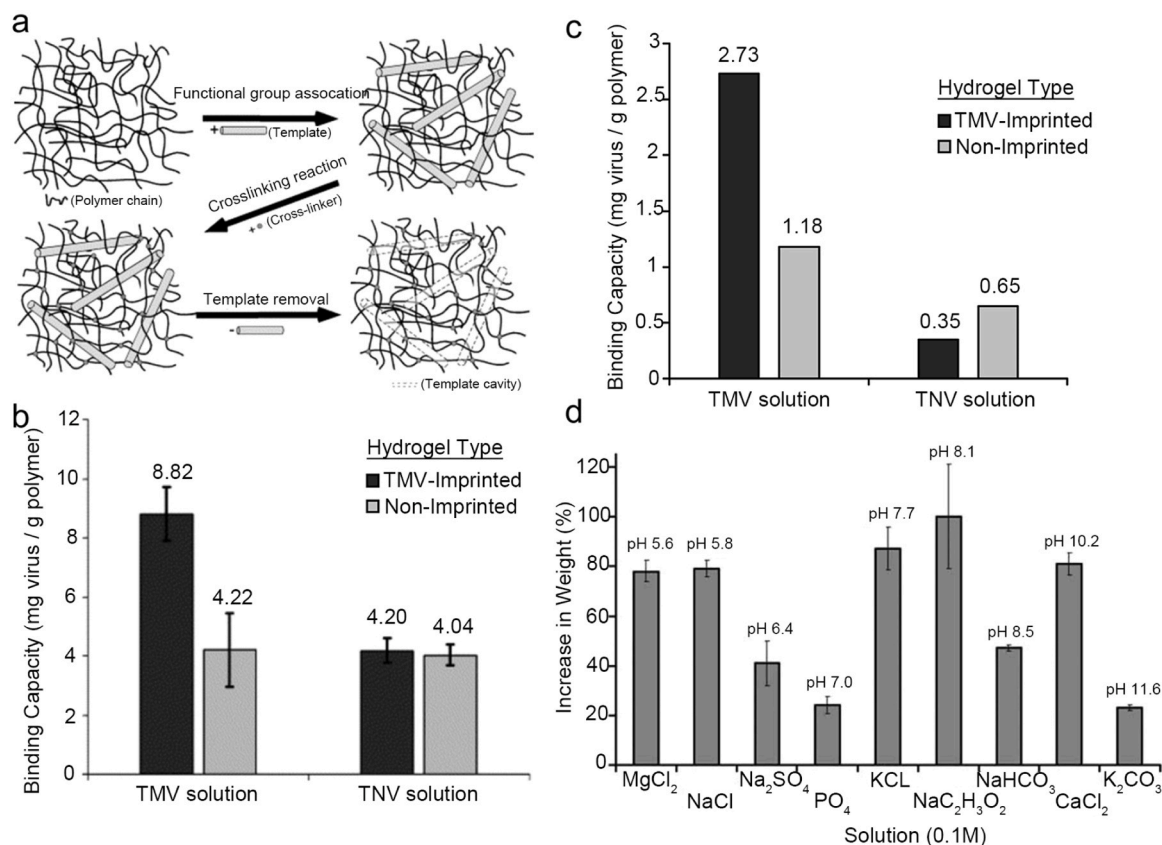 a
Functional group assocation
+ (Template)
(Polymer chain)
Crosslinking reaction
+ (Cross-linker)
Template removal
-
(Template cavity)
b
Binding Capacity (mg virus / g polymer)
12
10
8
6
4
2
0
8.82
4.22
4.20
4.04
Hydrogel Type
TMV-Imprinted
Non-Imprinted
TMV solution
TNV solution
c
Binding Capacity (mg virus / g polymer)
3
2.5
2
1.5
1
0.5
0
2.73
1.18
0.35
0.65
Hydrogel Type
TMV-Imprinted
Non-Imprinted
TMV solution
TNV solution
d
Increase in Weight (%)
120
100
80
60
40
20
0
pH 5.6
pH 5.8
pH 6.4
pH 7.0
pH 7.7
pH 8.1
pH 8.5
pH 10.2
pH 11.6
MgCl₂
NaCl
Na₂SO₄
PO₄
KCL
NaC₂H₃O₂
NaHCO₃
CaCl₂
K₂CO₃
Solution (0.1M)